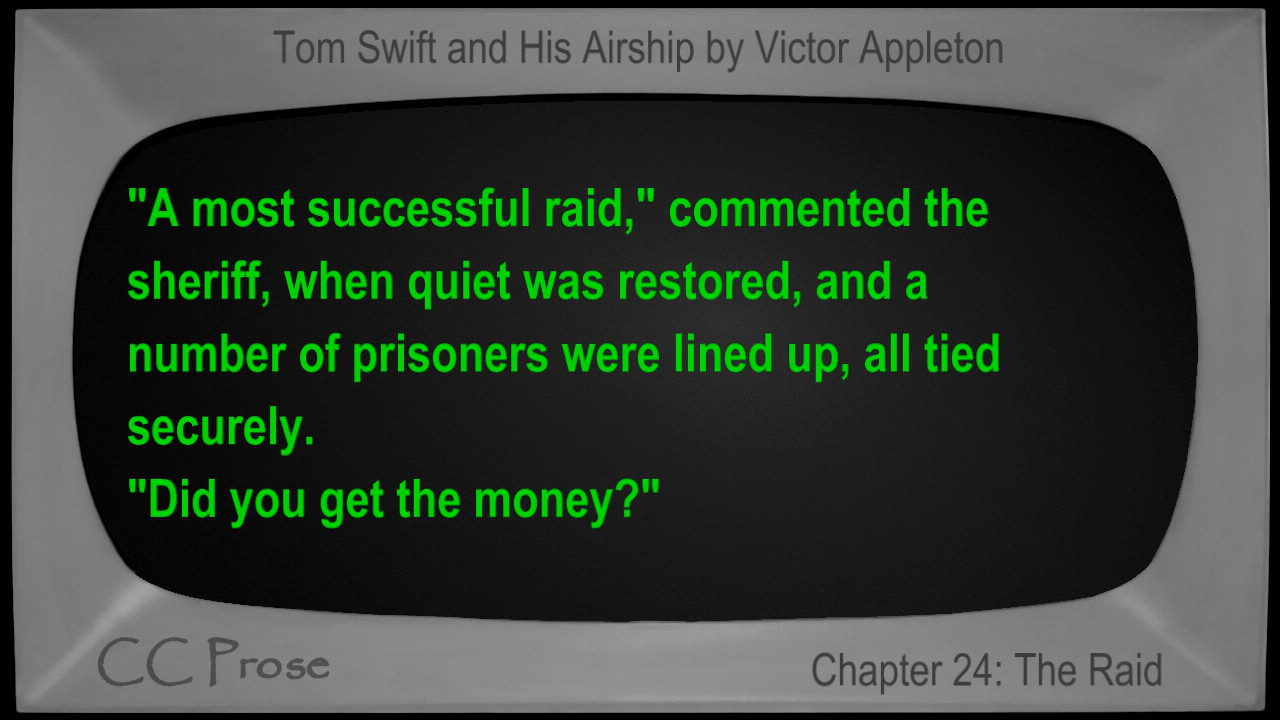 Tom Swift and His Airship by Victor Appleton
"A most successful raid," commented the
sheriff, when quiet was restored, and a
number of prisoners were lined up, all tied
securely.
"Did you get the money?"
CC Prose
Chapter 24: The Raid